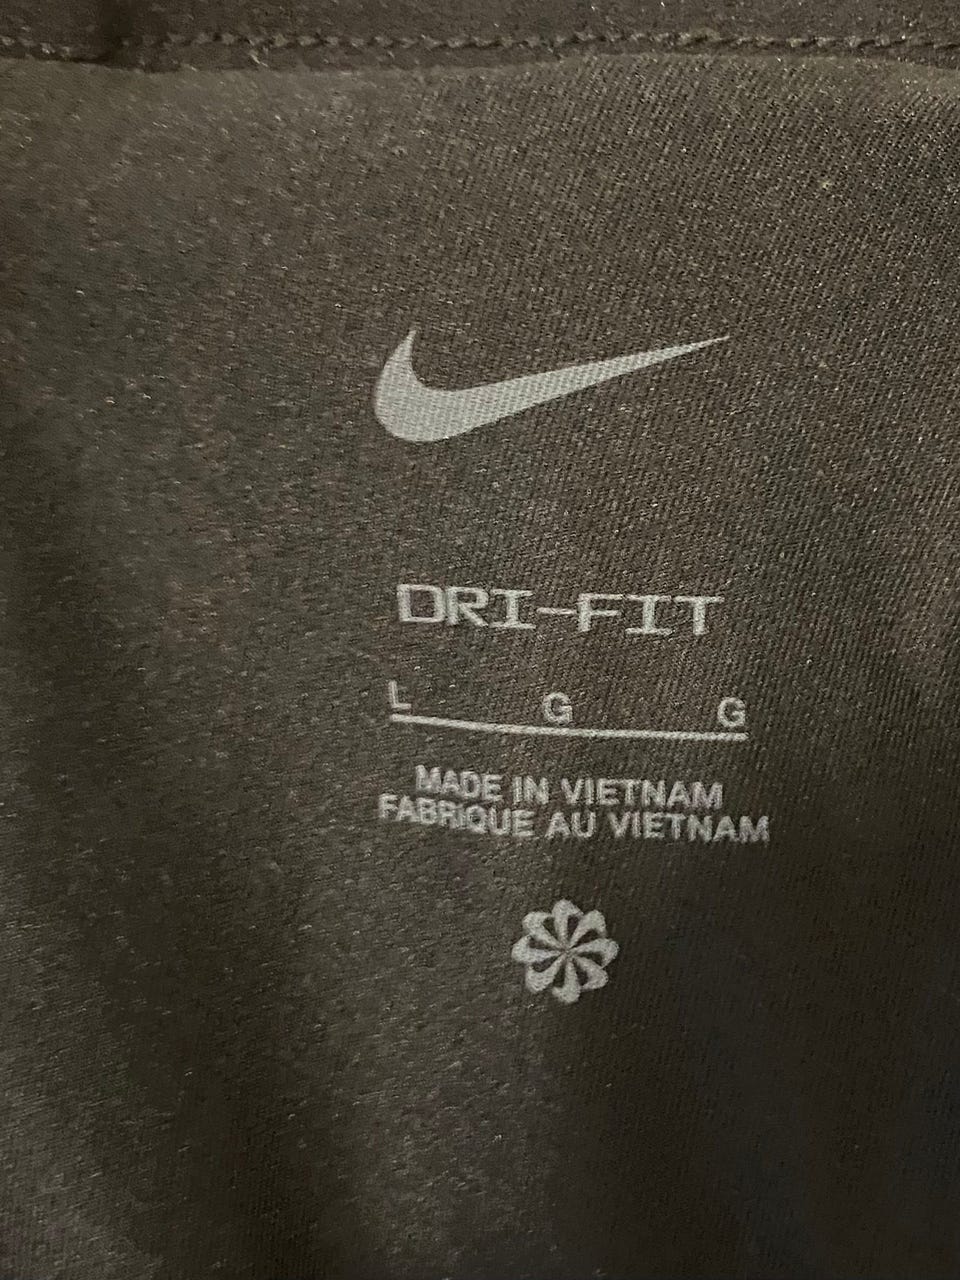 DRI-FIT
L G G
MADE IN VIETNAM
FABRIQUE AU VIETNAM